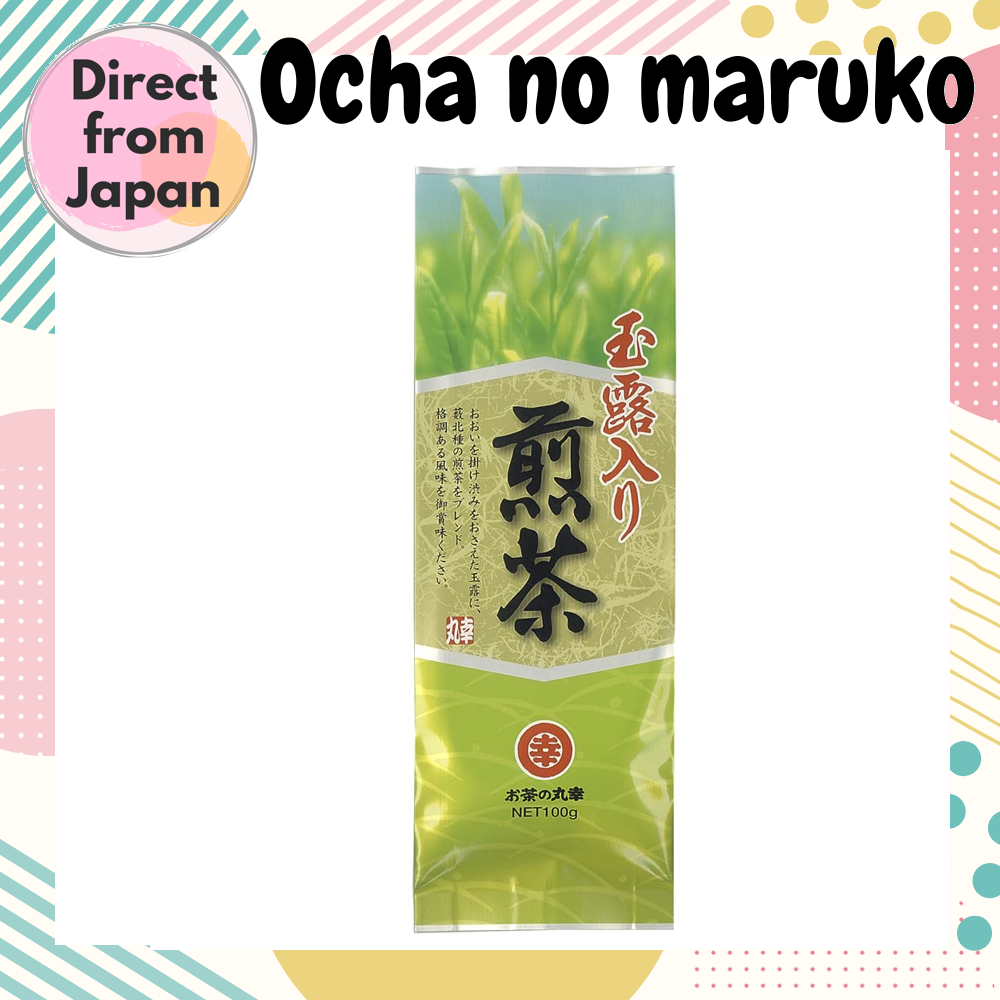 Direct
from
Japan
Ocha no maruko
玉露入り
煎茶
おおいを掛け渋みをおさえた玉露に、
薮北種の煎茶をブレンド。
格調ある風味を御賞味ください。
丸幸
幸
お茶の丸幸
NET100g